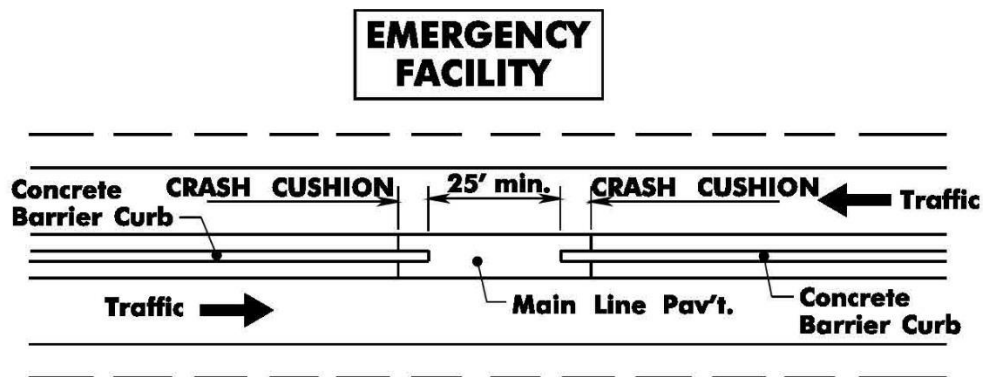 EMERGENCY
FACILITY
Concrete
Barrier Curb
CRASH CUSHION
25' min.
CRASH CUSHION
Traffic
Traffic
Main Line Pav't.
Concrete
Barrier Curb